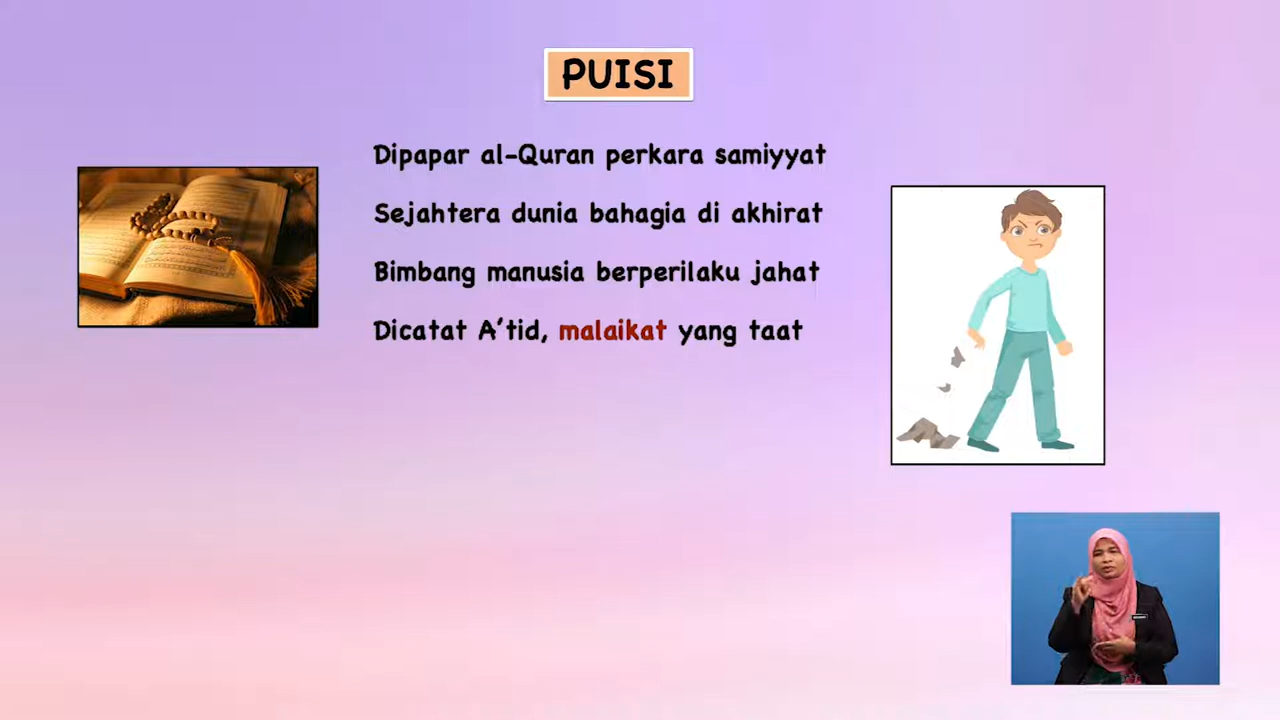 PUISI
Dipapar al-Quran perkara samiyyat
Sejahtera dunia bahagia di akhirat
Bimbang manusia berperilaku jahat
Dicatat A'tid, malaikat yang taat